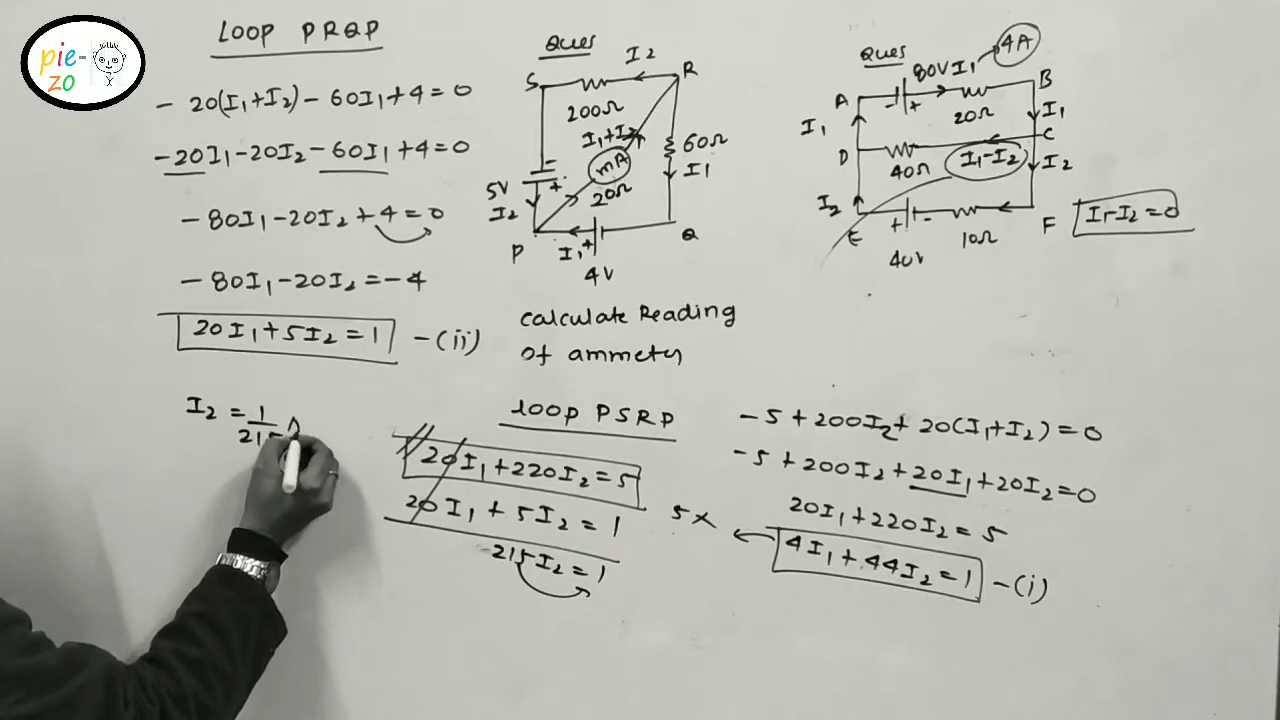 pie-
zo
LOOP PRQP
- 20(I₁+I₂) - 60I₁ + 4 = 0
- 20I₁ - 20I₂ - 60I₁ + 4 = 0
- 80I₁ - 20I₂ + 4 = 0
- 80I₁ - 20I₂ = - 4
20I₁ + 5I₂ = 1 - (ii)
I₂ = 1/215 A
Ques
I2
S
R
200Ω
I₁+I₂
mA
20Ω
60Ω
I₁
5V
- +
I₂
P
I₁
+
Q
4V
calculate Reading
of ammeter
Ques
80V
I₁
4A
A
- +
B
20Ω
I₁
I₁
D
C
40Ω
I₁-I₂
I₂
I₂
E
+ -
10Ω
F
40V
I₁-I₂ = 0
loop PSRP
20I₁ + 220I₂ = 5
20I₁ + 5I₂ = 1
215I₂ = 1
5 ×
- 5 + 200I₂ + 20(I₁+I₂) = 0
- 5 + 200I₂ + 20I₁ + 20I₂ = 0
20I₁ + 220I₂ = 5
4I₁ + 44I₂ = 1 - (i)